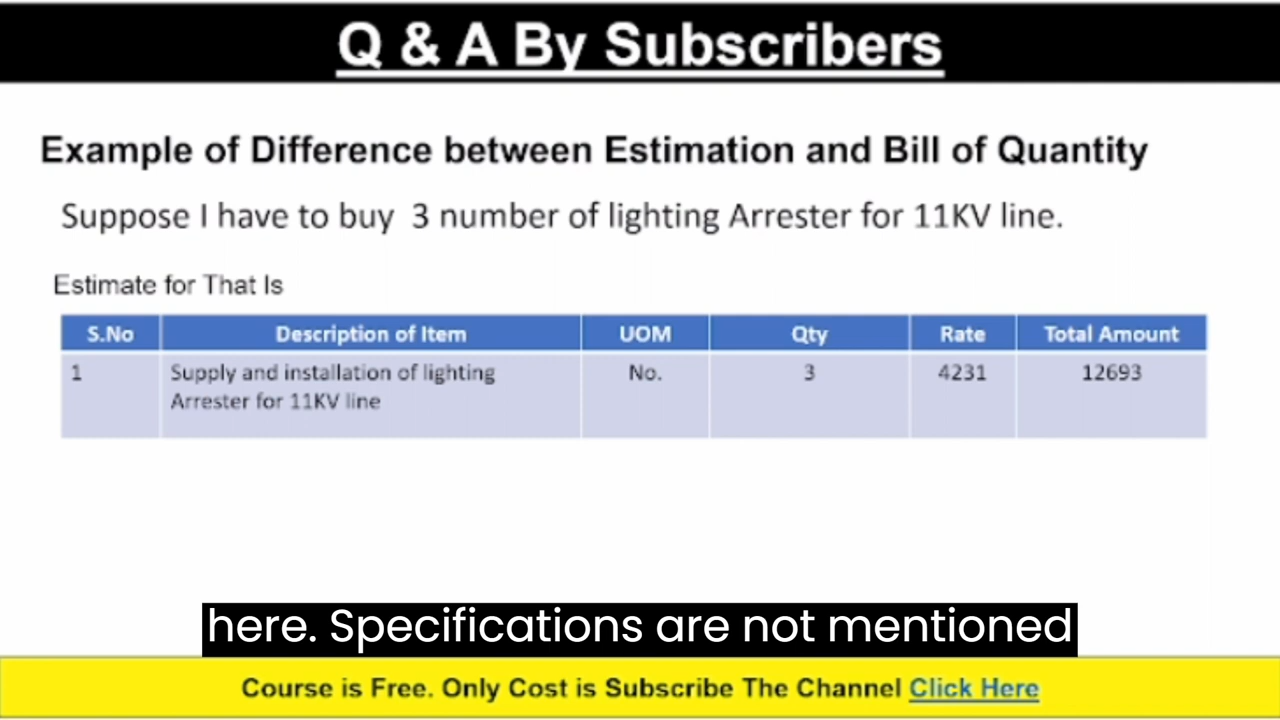 Q & A By Subscribers
Example of Difference between Estimation and Bill of Quantity
Suppose I have to buy 3 number of lighting Arrester for 11KV line.
Estimate for That Is
S.No Description of Item UOM Qty Rate Total Amount
1 Supply and installation of lighting No. 3 4231 12693
Arrester for 11KV line
here. Specifications are not mentioned
Course is Free. Only Cost is Subscribe The Channel Click Here